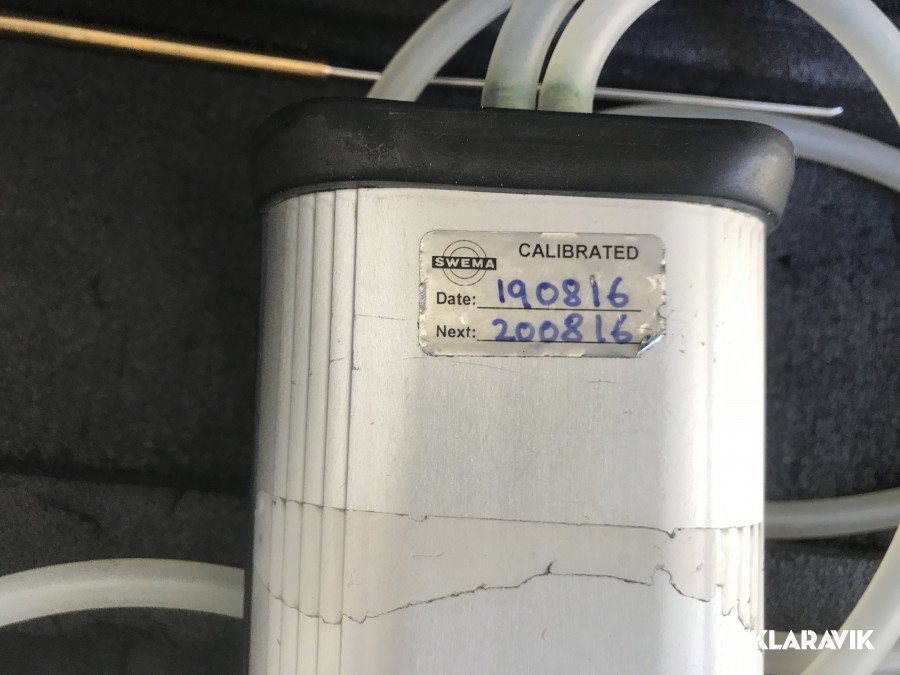 SWEMA
CALIBRATED
Date: 190816
Next: 200816
KLARAVIK